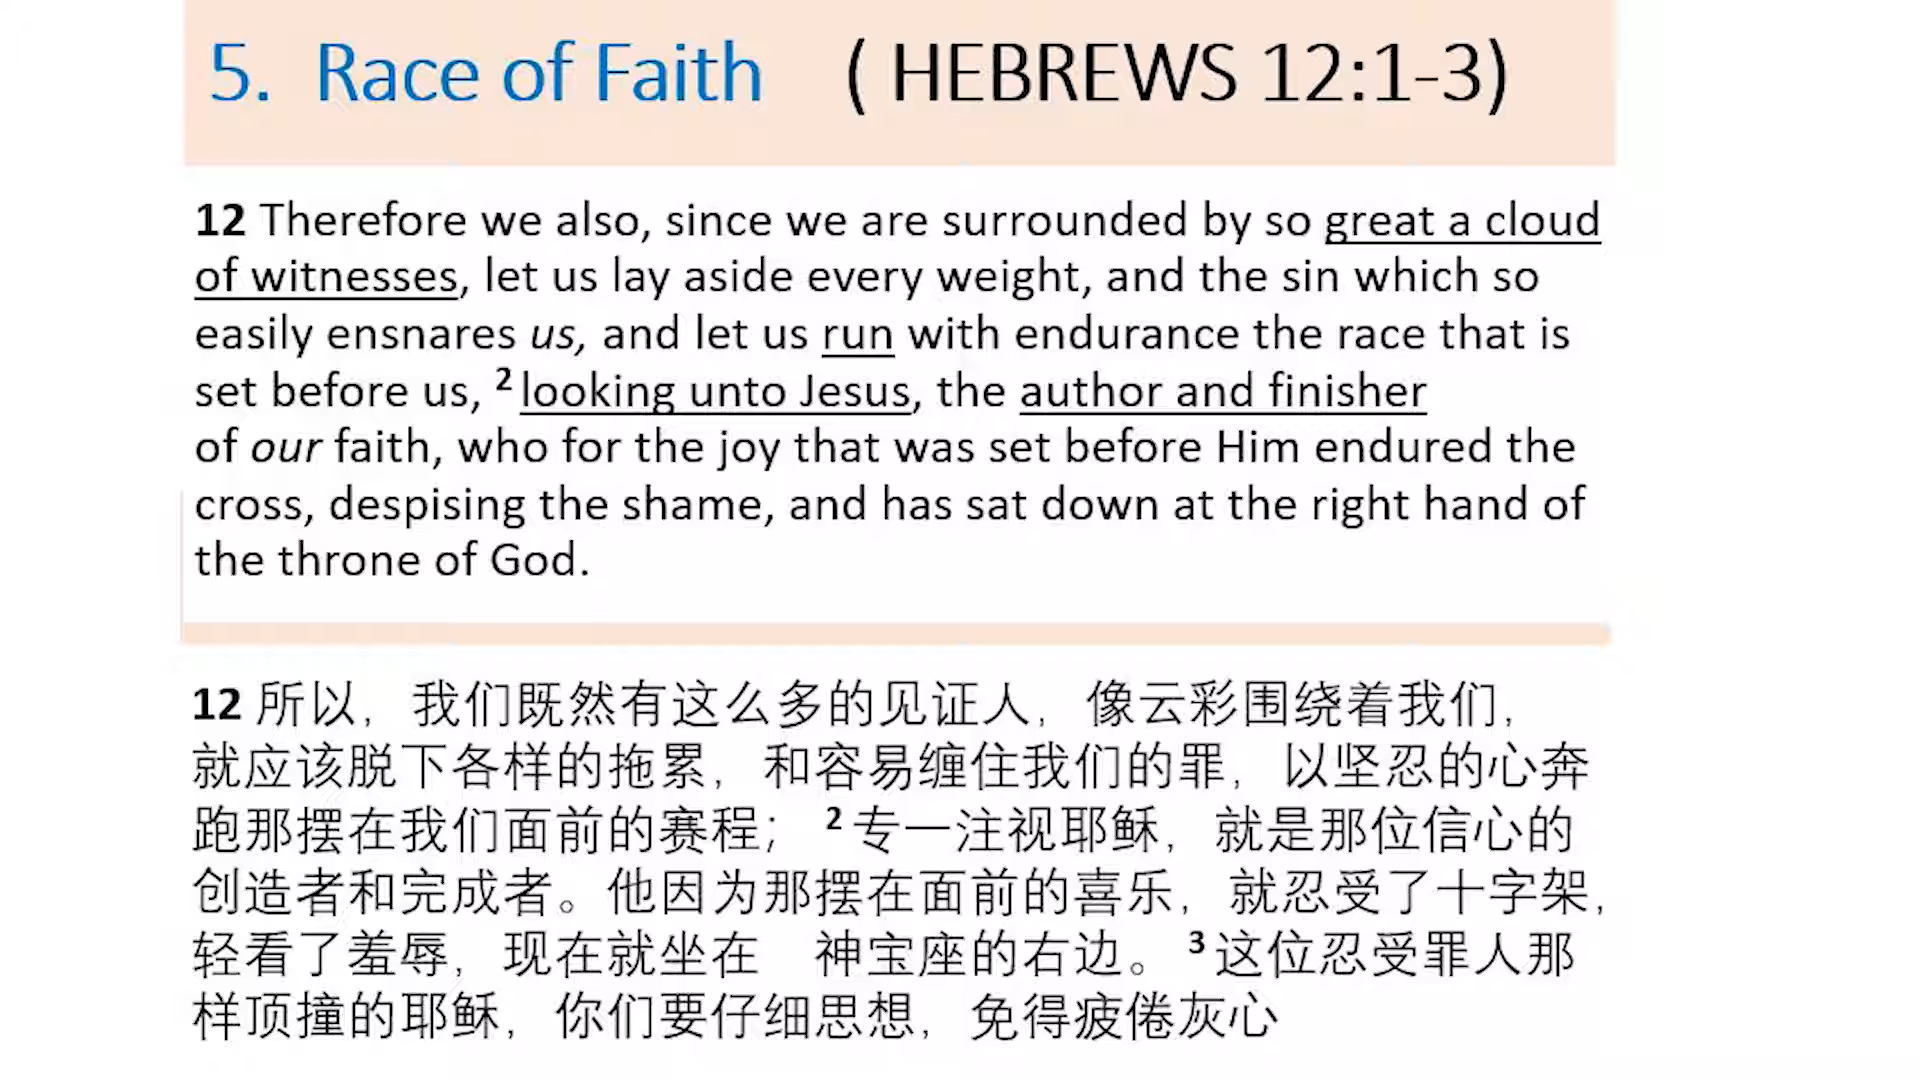 5. Race of Faith ( HEBREWS 12:1-3)
12 Therefore we also, since we are surrounded by so great a cloud
of witnesses, let us lay aside every weight, and the sin which so
easily ensnares us, and let us run with endurance the race that is
set before us, 2 looking unto Jesus, the author and finisher
of our faith, who for the joy that was set before Him endured the
cross, despising the shame, and has sat down at the right hand of
the throne of God.
12 所以，我们既然有这么多的见证人，像云彩围绕着我们，
就应该脱下各样的拖累，和容易缠住我们的罪，以坚忍的心奔
跑那摆在我们面前的赛程； 2 专一注视耶稣，就是那位信心的
创造者和完成者。他因为那摆在面前的喜乐，就忍受了十字架，
轻看了羞辱，现在就坐在　神宝座的右边。 3 这位忍受罪人那
样顶撞的耶稣，你们要仔细思想，免得疲倦灰心